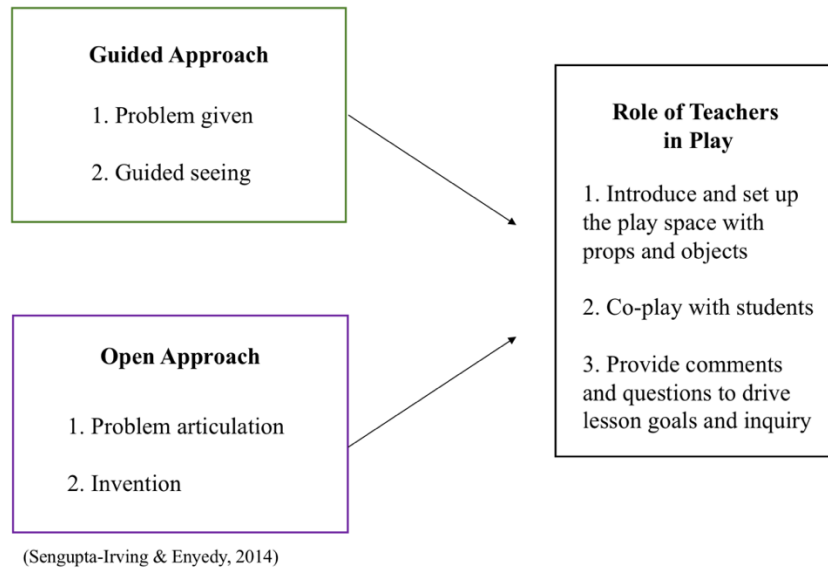 Guided Approach
1. Problem given
2. Guided seeing
Open Approach
1. Problem articulation
2. Invention
(Sengupta-Irving & Enyedy, 2014)
Role of Teachers
in Play
1. Introduce and set up
the play space with
props and objects
2. Co-play with students
3. Provide comments
and questions to drive
lesson goals and inquiry